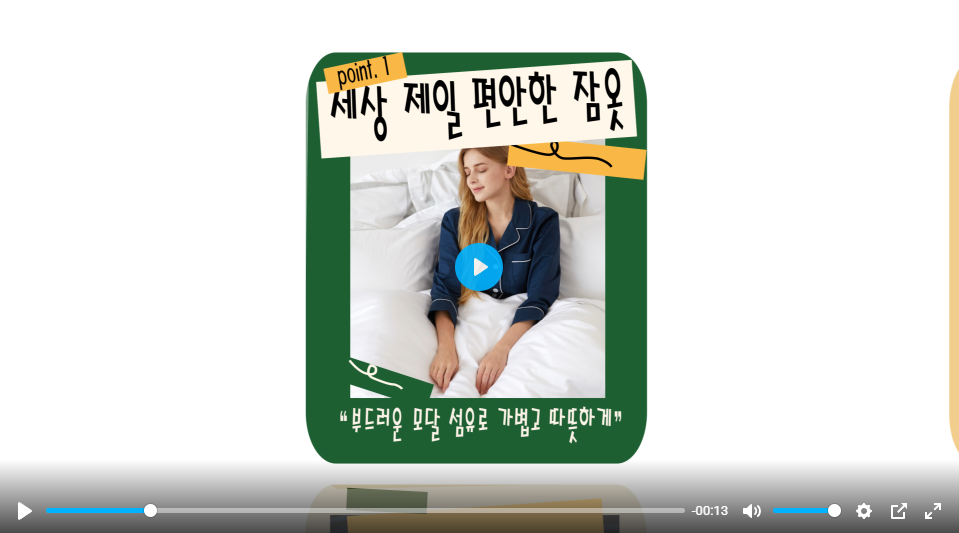 point. 1
세상 제일 편안한 잠옷
“부드러운 모달 섬유로 가볍고 따뜻하게”
-00:13